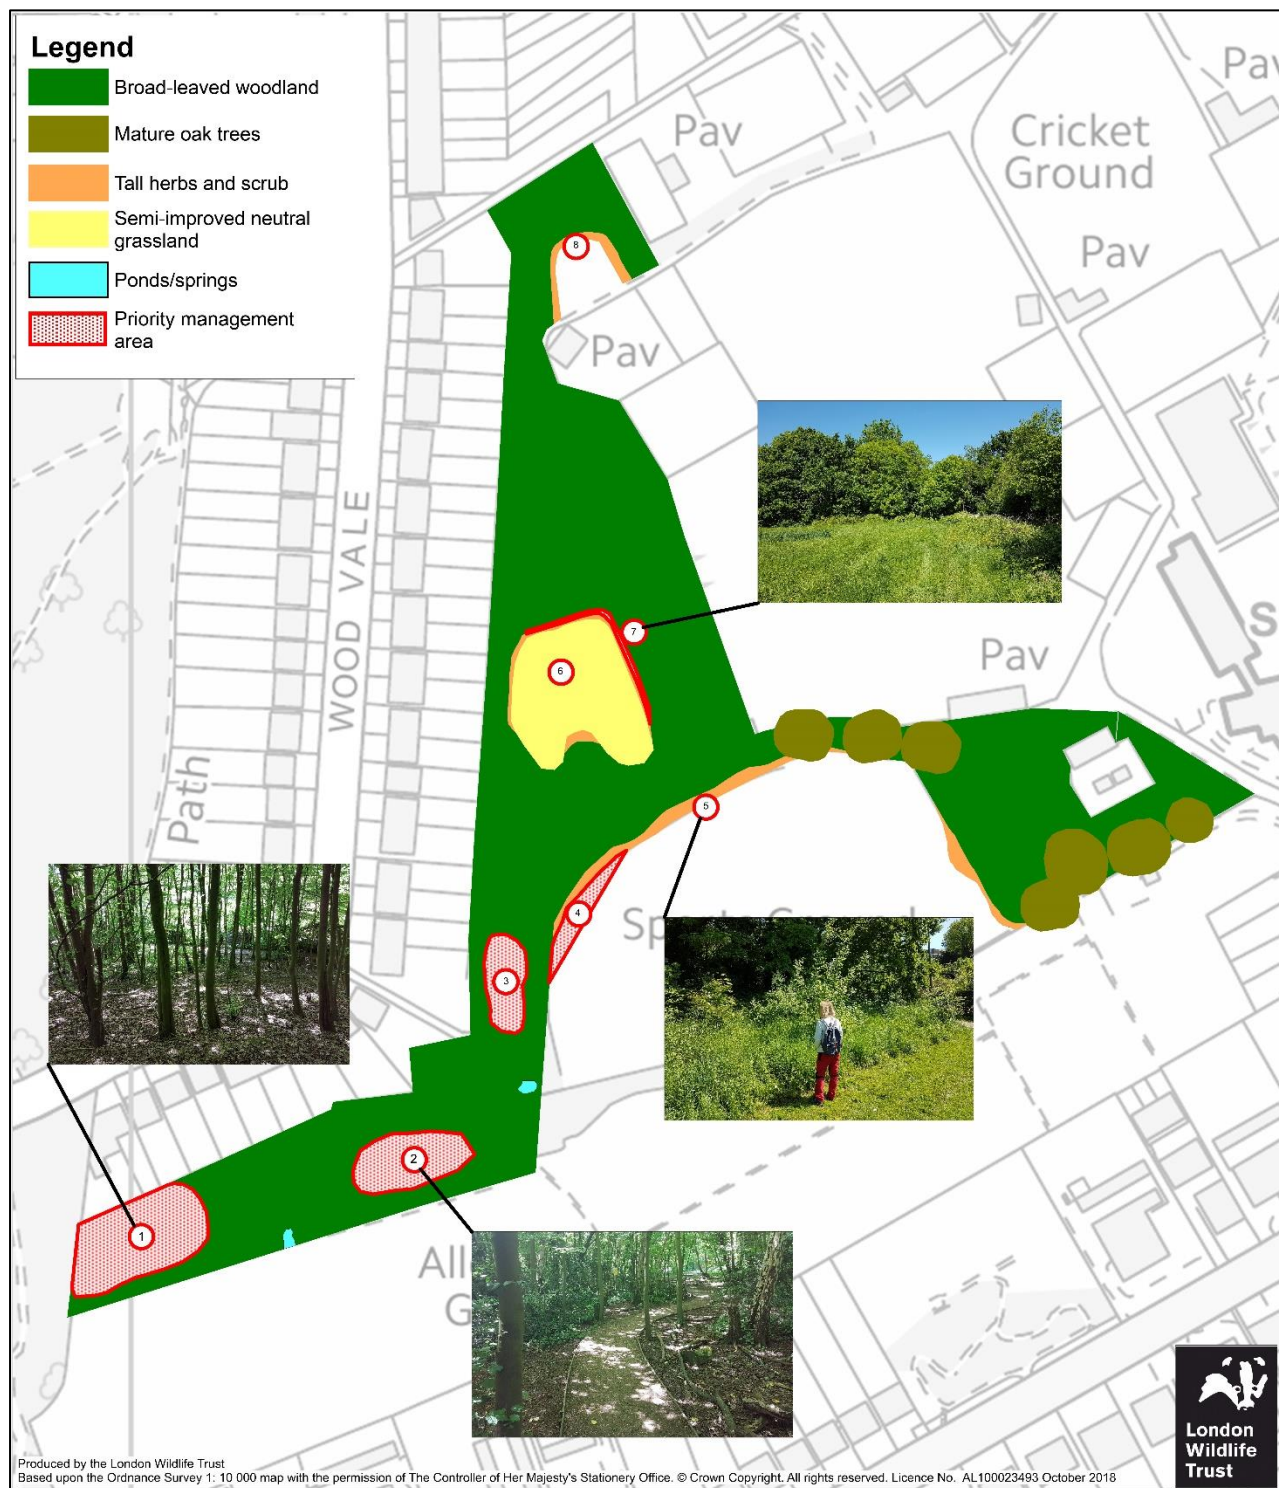 Legend
Broad-leaved woodland
Mature oak trees
Tall herbs and scrub
Semi-improved neutral
grassland
Ponds/springs
Priority management
area
Pav
Pav
Cricket
Ground
Pav
8
Pav
WOOD VALE
7
6
Pav
S
Path
5
4
3
2
1
Produced by the London Wildlife Trust
Based upon the Ordnance Survey 1: 10 000 map with the permission of The Controller of Her Majesty's Stationery Office. © Crown Copyright. All rights reserved. Licence No. AL100023493 October 2018
London
Wildlife
Trust